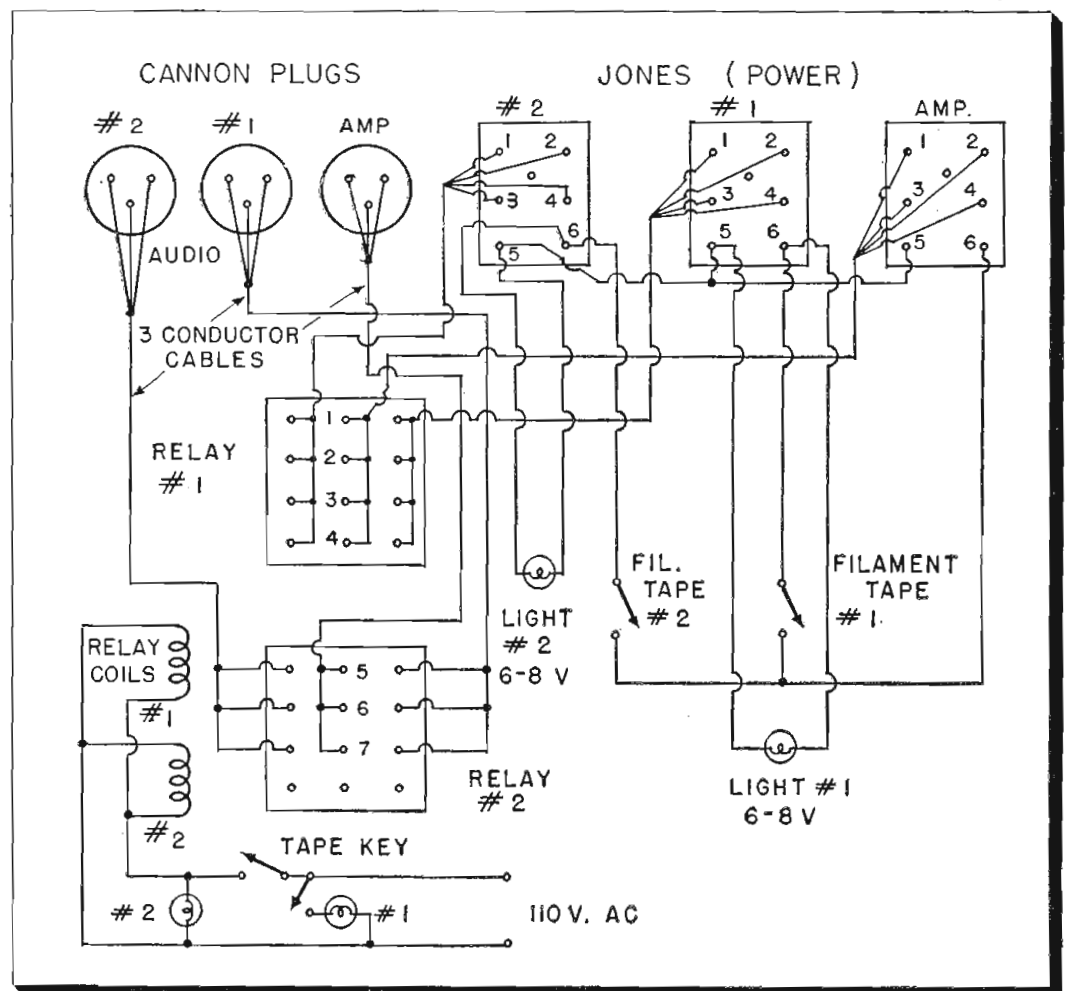 CANNON PLUGS
JONES (POWER)
#2
#1
AMP
#2
#1
AMP.
1 2
3 4
5 6
1 2
3 4
5 6
1 2
3 4
5 6
AUDIO
3 CONDUCTOR
CABLES
RELAY
#1
1
2
3
4
FIL.
TAPE
#2
FILAMENT
TAPE
#1
LIGHT
#2
6-8 V
RELAY
COILS
#1
#2
5
6
7
RELAY
#2
LIGHT #1
6-8 V
TAPE KEY
#2
#1
110 V. AC